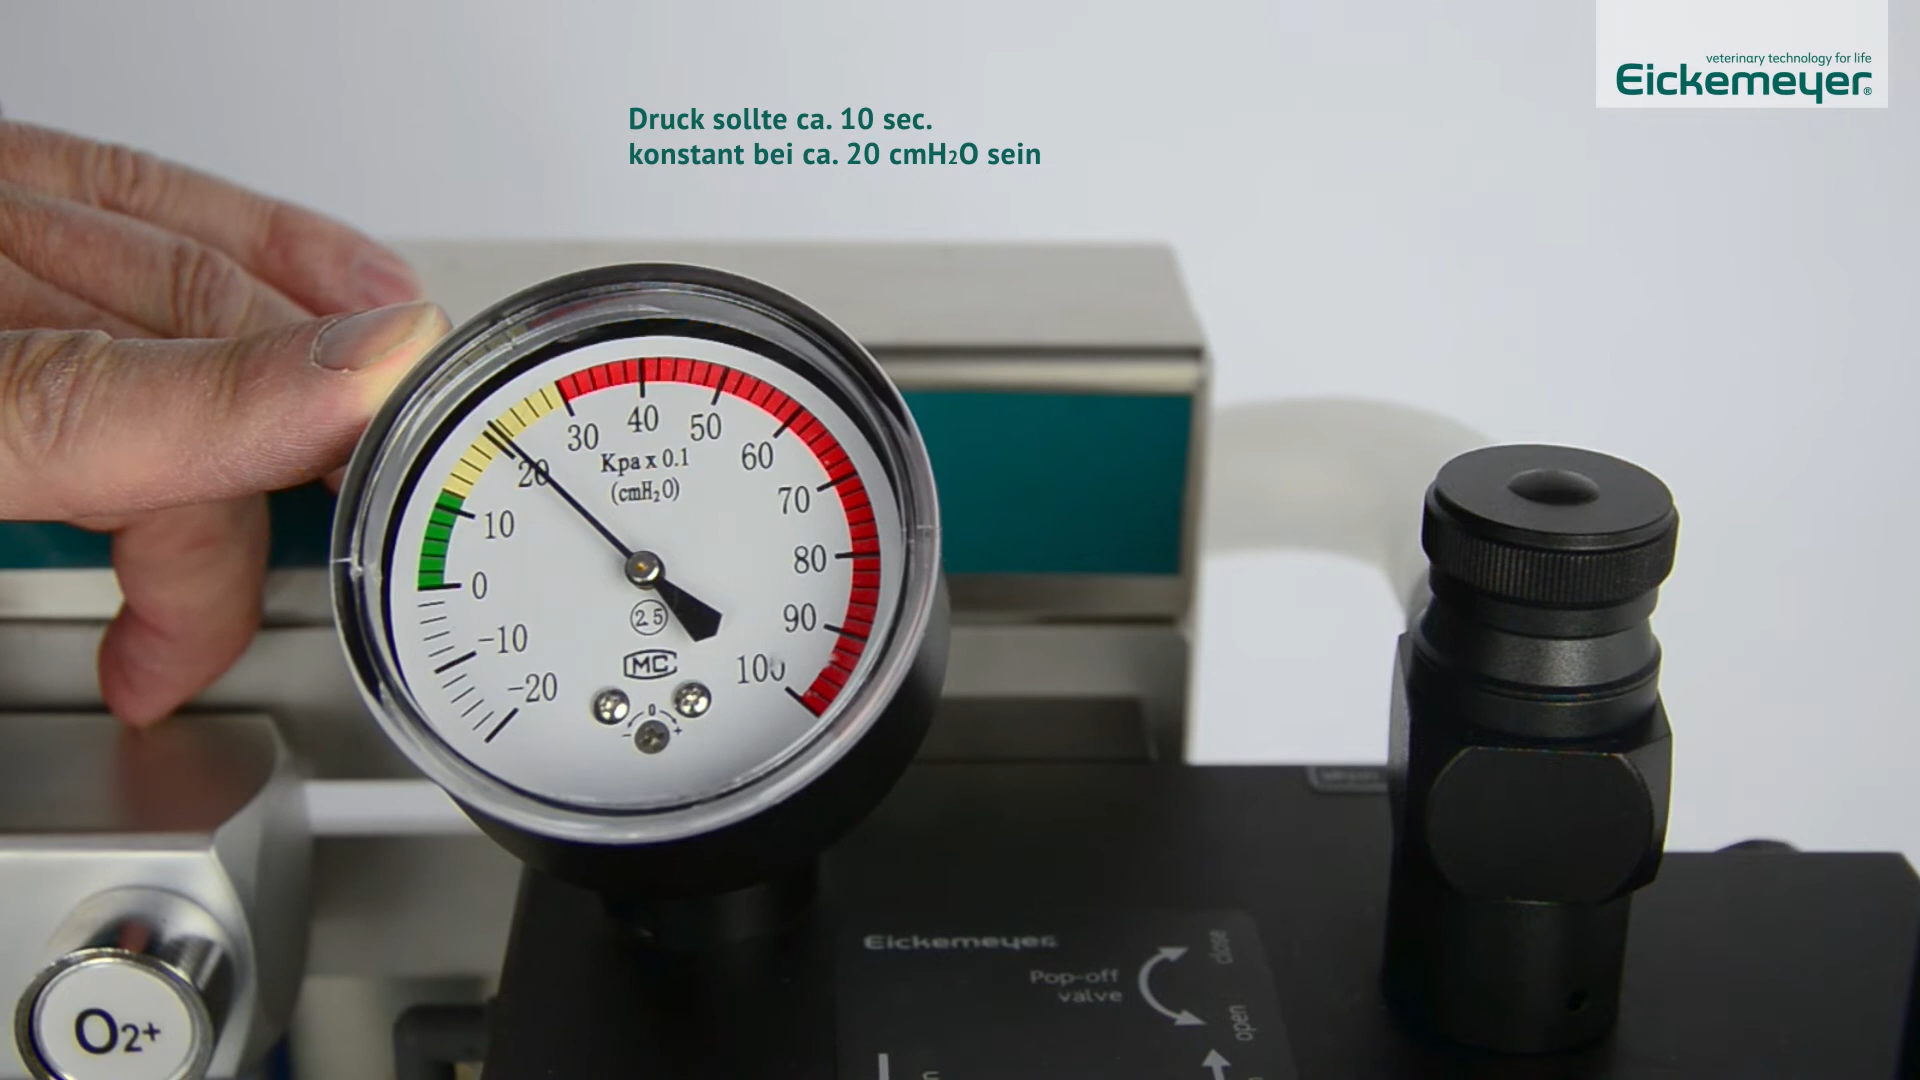 veterinary technology for life
Eickemeyer®
Druck sollte ca. 10 sec.
konstant bei ca. 20 cmH₂O sein
30
40
50
60
20
Kpa x 0.1
(cmH₂O)
70
10
80
0
90
2.5
-10
MC
100
-20
0
- +
Eickemeyer
Pop-off
valve
close
open
O₂+